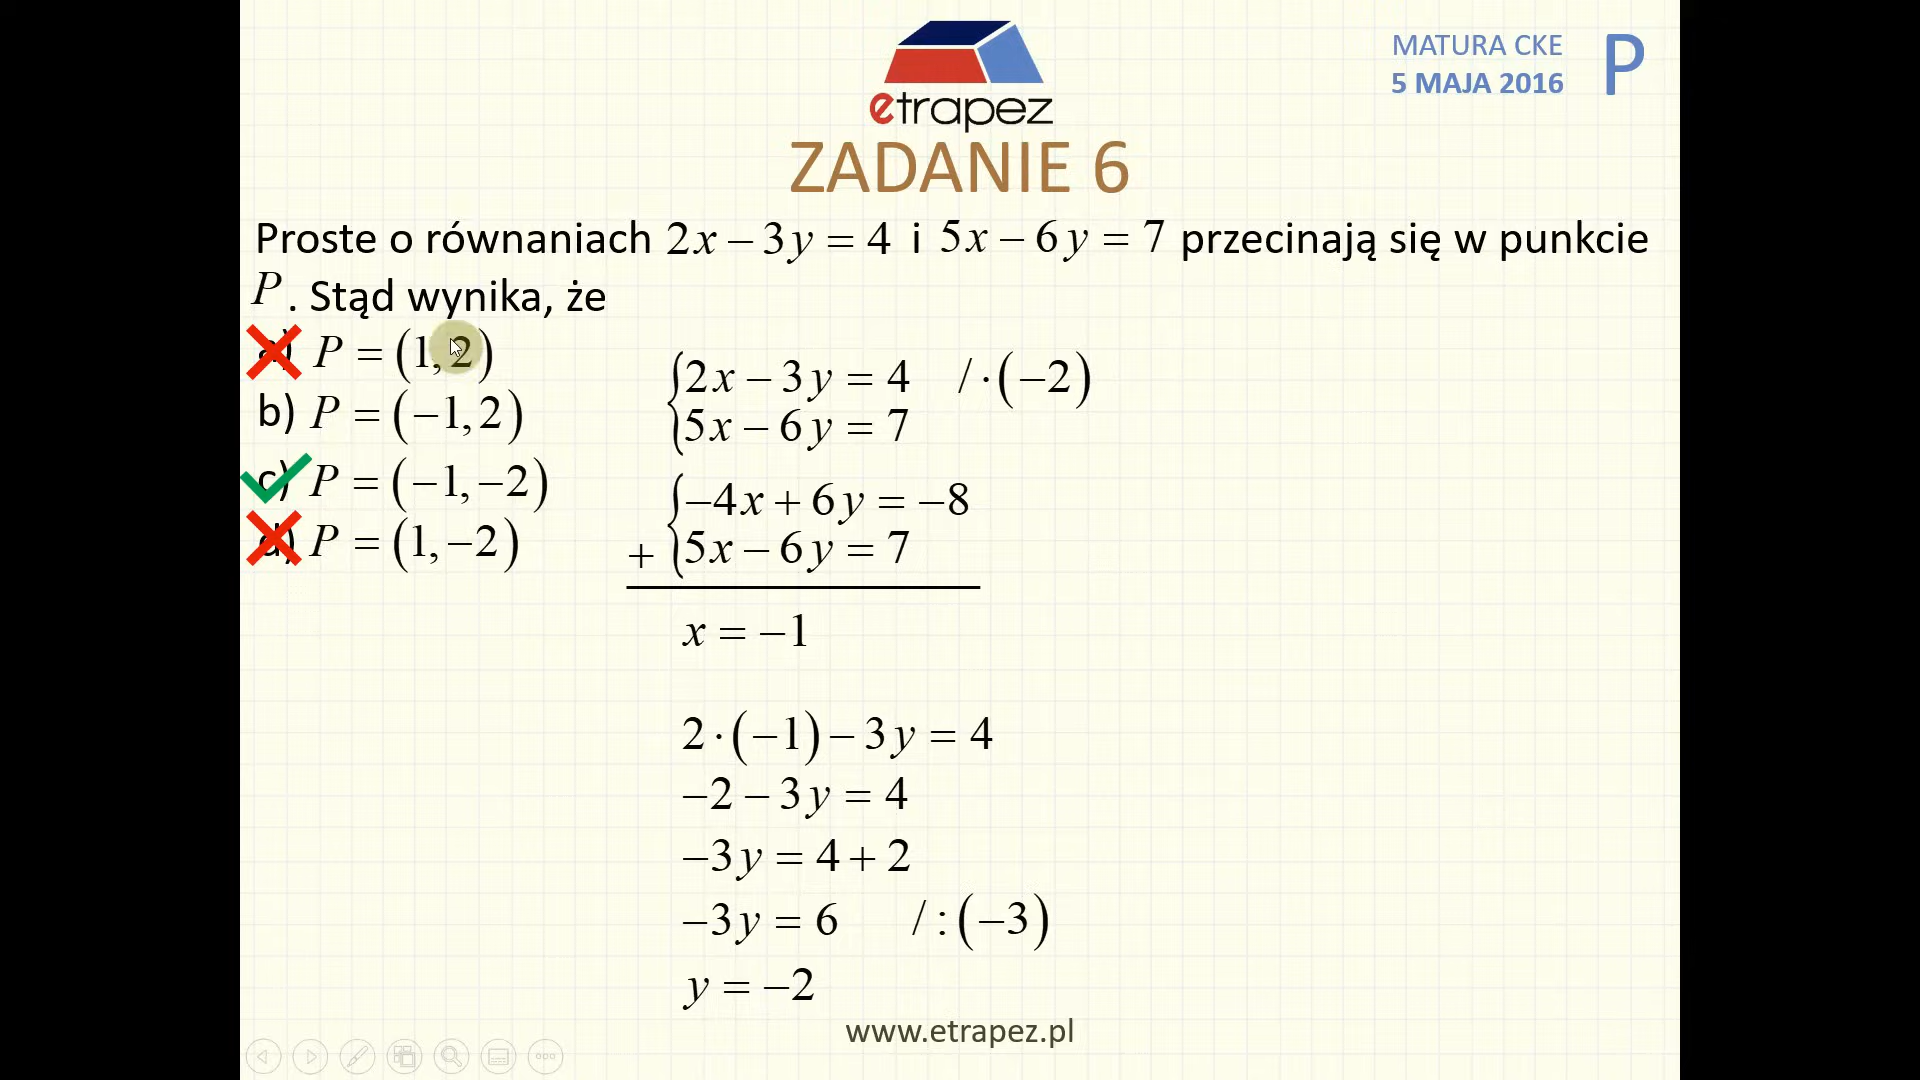 etrapez
MATURA CKE
5 MAJA 2016
P
ZADANIE 6
Proste o równaniach 2x − 3y = 4 i 5x − 6y = 7 przecinają się w punkcie
P. Stąd wynika, że
a) P = (1, 2)
b) P = (−1, 2)
c) P = (−1, −2)
d) P = (1, −2)
2x − 3y = 4 / · (−2)
5x − 6y = 7
−4x + 6y = −8
+ 5x − 6y = 7
x = −1
2 · (−1) − 3y = 4
−2 − 3y = 4
−3y = 4 + 2
−3y = 6 / : (−3)
y = −2
www.etrapez.pl